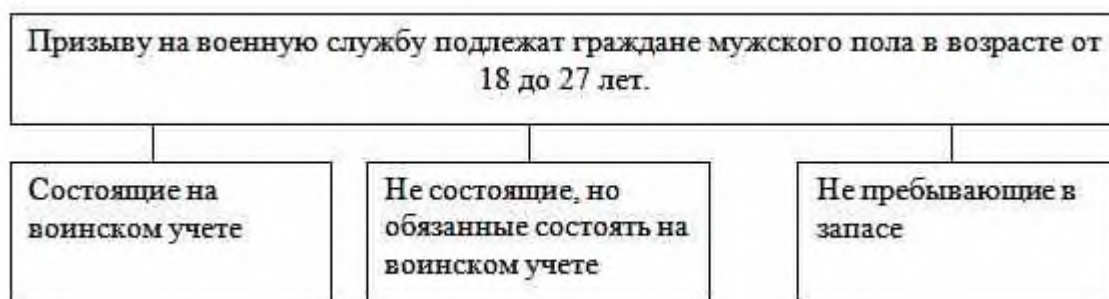 Призыву на военную службу подлежат граждане мужского пола в возрасте от
18 до 27 лет.
Состоящие на
воинском учете
Не состоящие, но
обязанные состоять на
воинском учете
Не пребывающие в
запасе